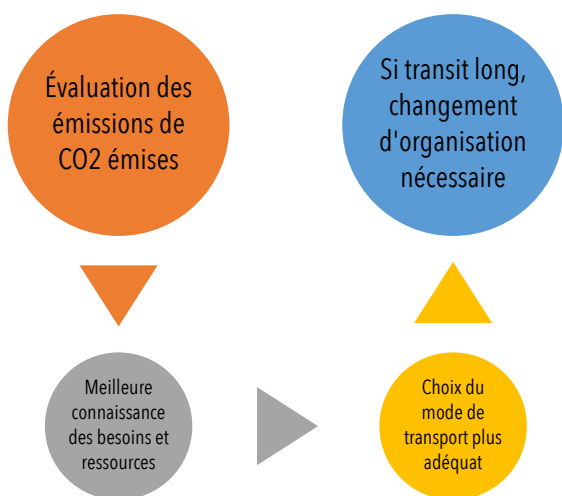 Évaluation des
émissions de
CO2 émises
Meilleure
connaissance
des besoins et
ressources
Choix du
mode de
transport plus
adéquat
Si transit long,
changement
d'organisation
nécessaire